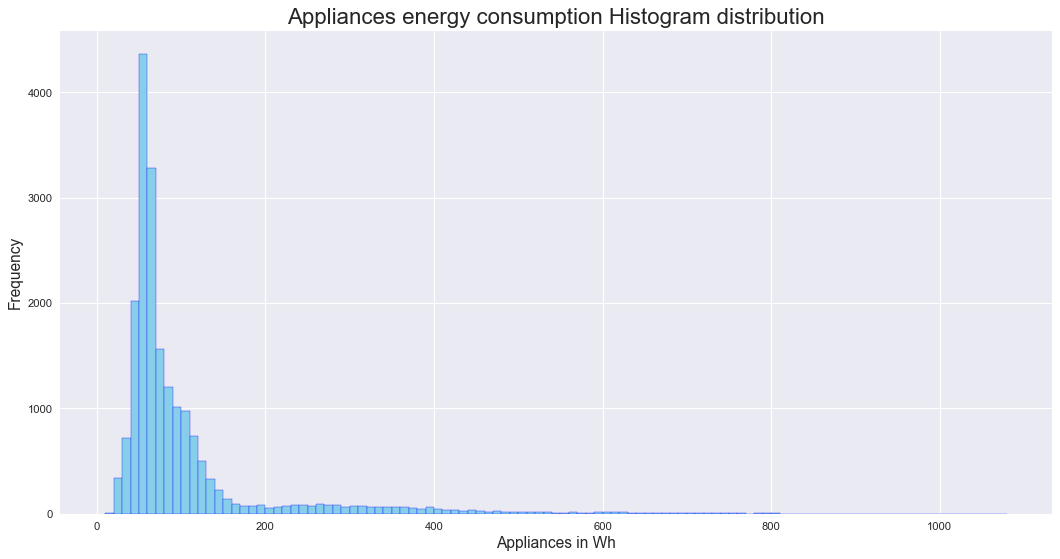 Appliances energy consumption Histogram distribution
4000
3000
2000
1000
0
Frequency
0 200 400 600 800 1000
Appliances in Wh